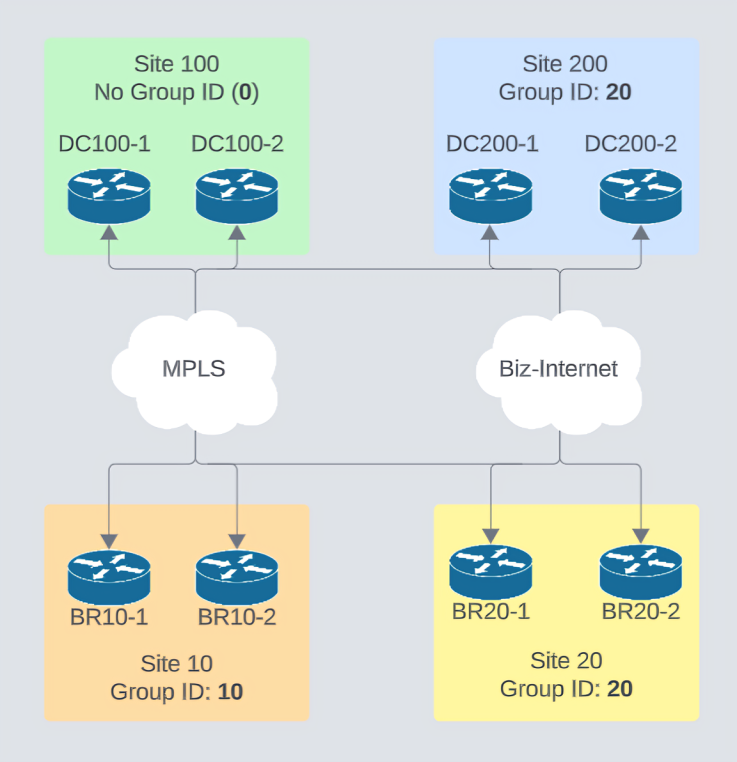 Site 100
No Group ID (0)
DC100-1
DC100-2
Site 200
Group ID: 20
DC200-1
DC200-2
MPLS
Biz-Internet
BR10-1
BR10-2
Site 10
Group ID: 10
BR20-1
BR20-2
Site 20
Group ID: 20